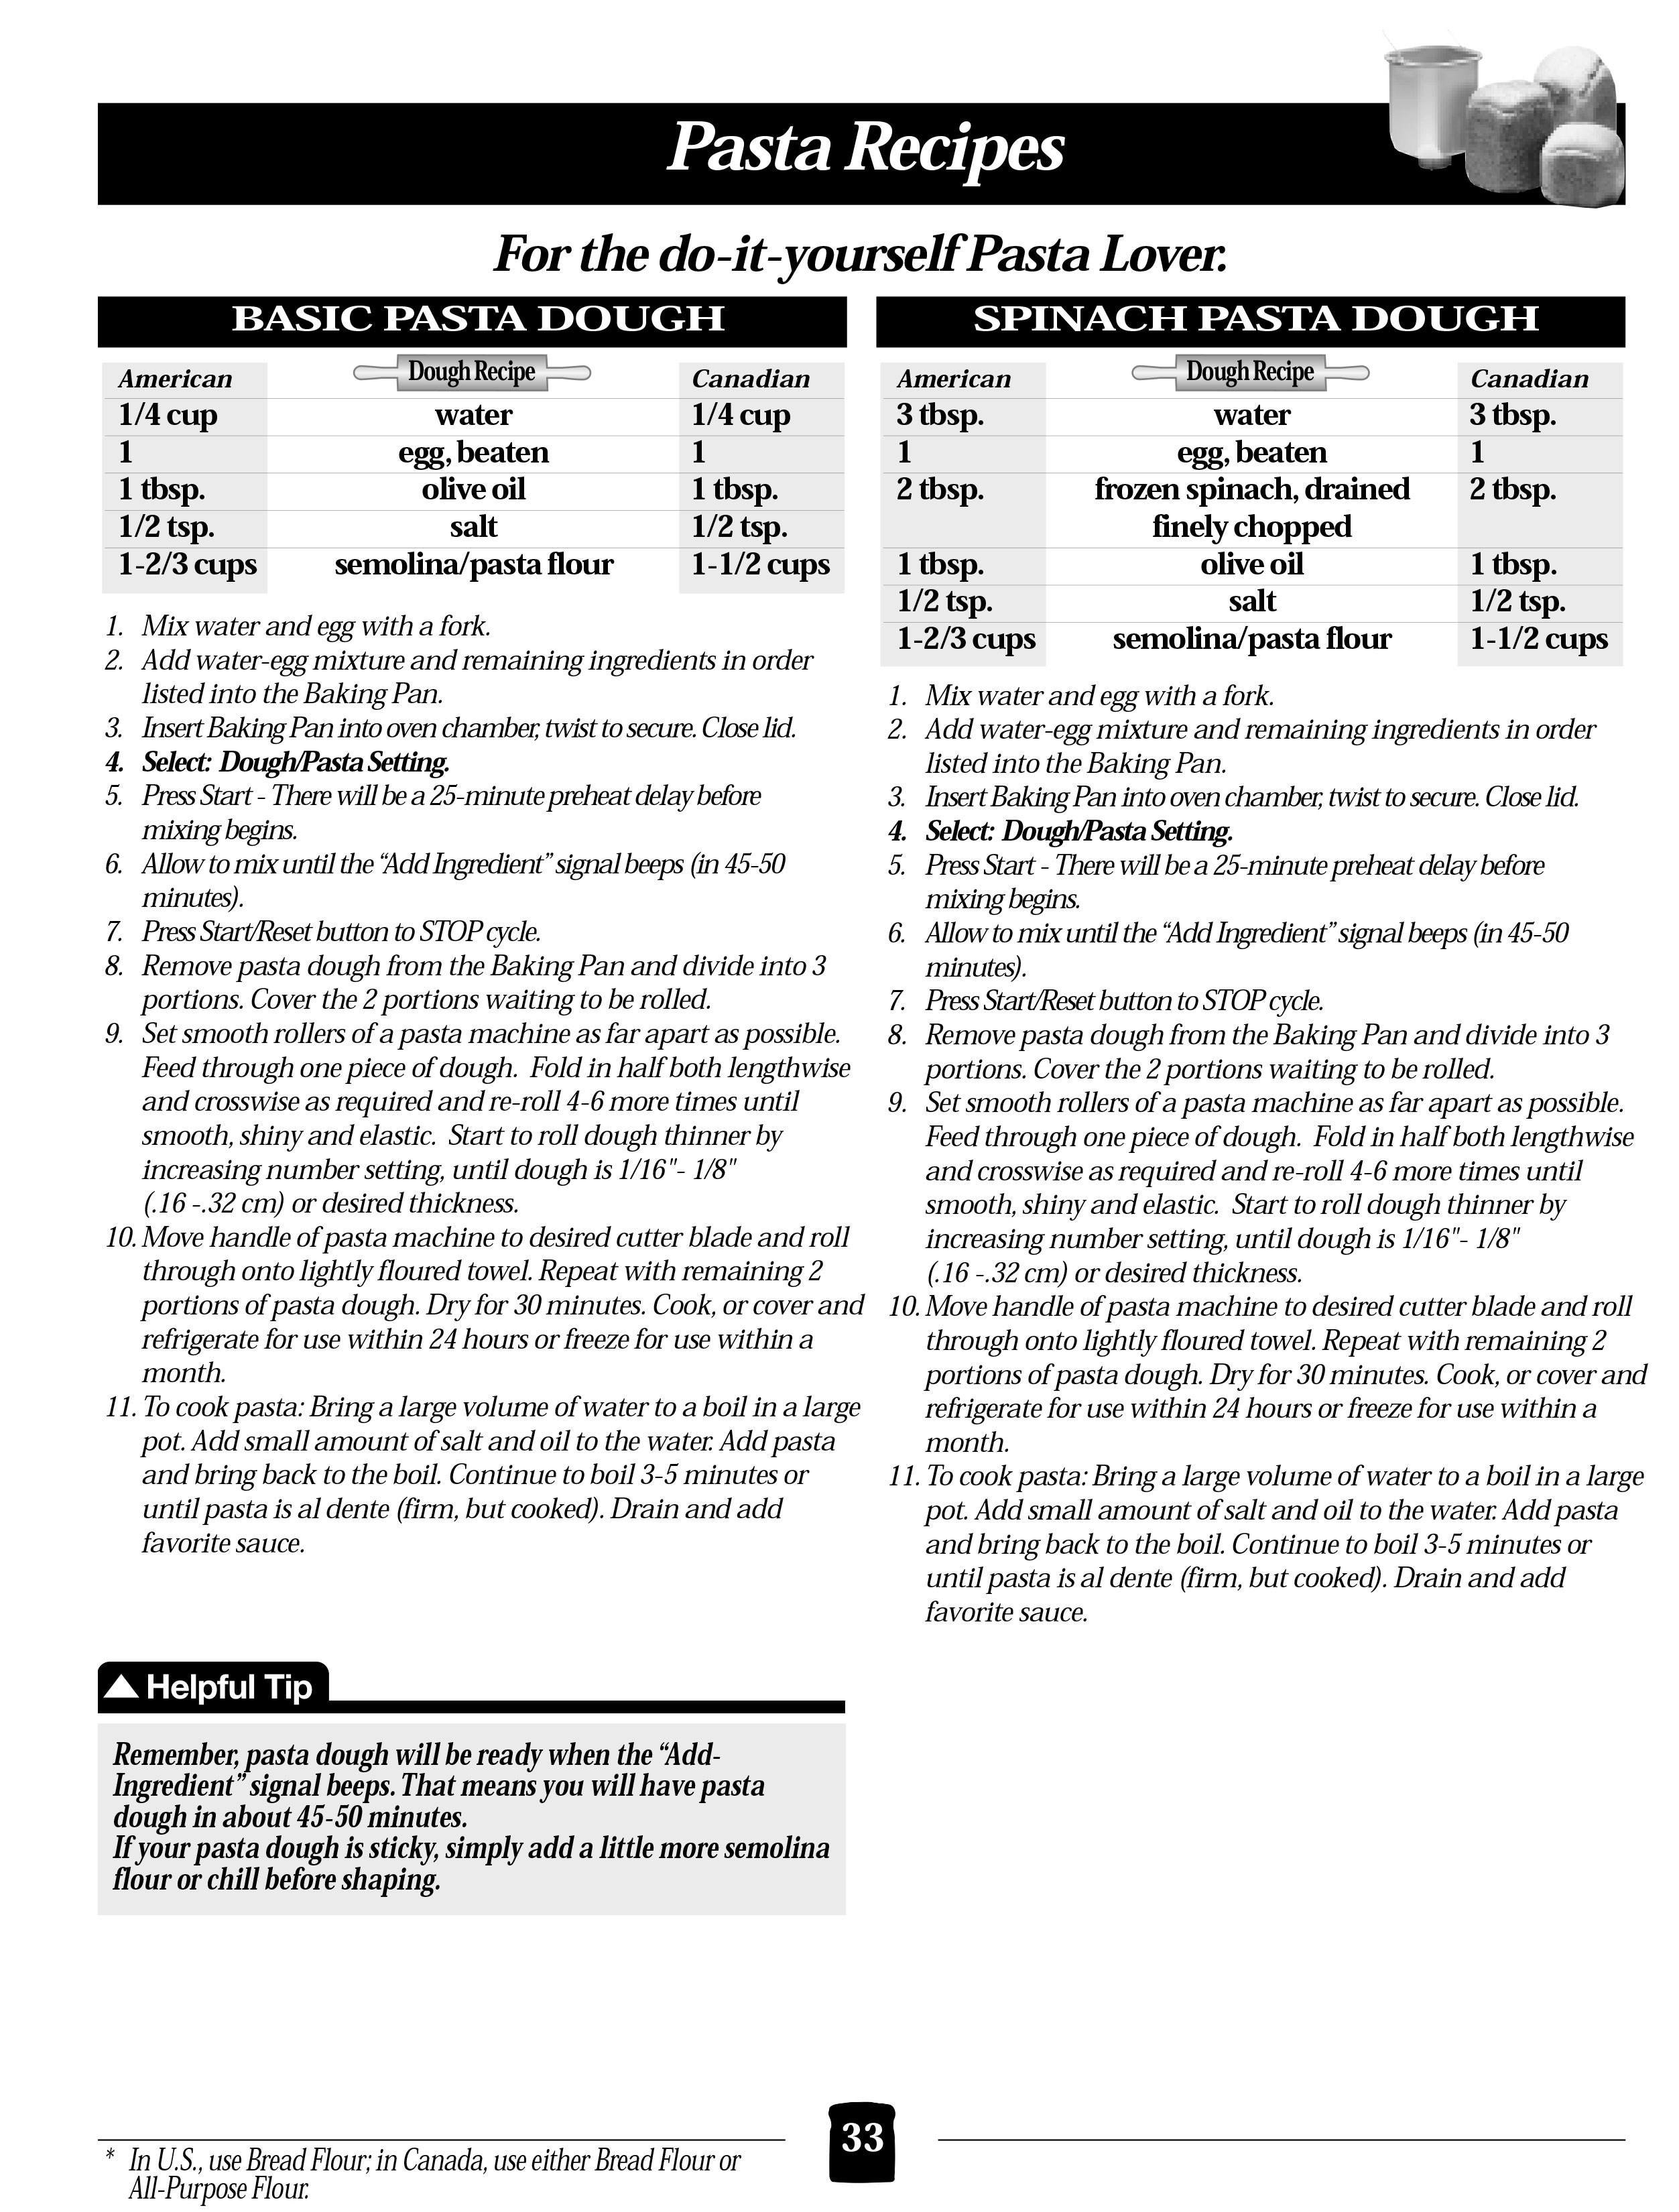 Pasta Recipes
For the do-it-yourself Pasta Lover.
BASIC PASTA DOUGH
American Dough Recipe Canadian
1/4 cup water 1/4 cup
1 egg, beaten 1
1 tbsp. olive oil 1 tbsp.
1/2 tsp. salt 1/2 tsp.
1-2/3 cups semolina/pasta flour 1-1/2 cups
1. Mix water and egg with a fork.
2. Add water-egg mixture and remaining ingredients in order
listed into the Baking Pan.
3. Insert Baking Pan into oven chamber, twist to secure. Close lid.
4. Select: Dough/Pasta Setting.
5. Press Start - There will be a 25-minute preheat delay before
mixing begins.
6. Allow to mix until the “Add Ingredient” signal beeps (in 45-50
minutes).
7. Press Start/Reset button to STOP cycle.
8. Remove pasta dough from the Baking Pan and divide into 3
portions. Cover the 2 portions waiting to be rolled.
9. Set smooth rollers of a pasta machine as far apart as possible.
Feed through one piece of dough. Fold in half both lengthwise
and crosswise as required and re-roll 4-6 more times until
smooth, shiny and elastic. Start to roll dough thinner by
increasing number setting, until dough is 1/16"- 1/8"
(.16 -.32 cm) or desired thickness.
10. Move handle of pasta machine to desired cutter blade and roll
through onto lightly floured towel. Repeat with remaining 2
portions of pasta dough. Dry for 30 minutes. Cook, or cover and
refrigerate for use within 24 hours or freeze for use within a
month.
11. To cook pasta: Bring a large volume of water to a boil in a large
pot. Add small amount of salt and oil to the water. Add pasta
and bring back to the boil. Continue to boil 3-5 minutes or
until pasta is al dente (firm, but cooked). Drain and add
favorite sauce.
Helpful Tip
Remember, pasta dough will be ready when the “Add-
Ingredient” signal beeps. That means you will have pasta
dough in about 45-50 minutes.
If your pasta dough is sticky, simply add a little more semolina
flour or chill before shaping.
SPINACH PASTA DOUGH
American Dough Recipe Canadian
3 tbsp. water 3 tbsp.
1 egg, beaten 1
2 tbsp. frozen spinach, drained 2 tbsp.
finely chopped
1 tbsp. olive oil 1 tbsp.
1/2 tsp. salt 1/2 tsp.
1-2/3 cups semolina/pasta flour 1-1/2 cups
1. Mix water and egg with a fork.
2. Add water-egg mixture and remaining ingredients in order
listed into the Baking Pan.
3. Insert Baking Pan into oven chamber, twist to secure. Close lid.
4. Select: Dough/Pasta Setting.
5. Press Start - There will be a 25-minute preheat delay before
mixing begins.
6. Allow to mix until the “Add Ingredient” signal beeps (in 45-50
minutes).
7. Press Start/Reset button to STOP cycle.
8. Remove pasta dough from the Baking Pan and divide into 3
portions. Cover the 2 portions waiting to be rolled.
9. Set smooth rollers of a pasta machine as far apart as possible.
Feed through one piece of dough. Fold in half both lengthwise
and crosswise as required and re-roll 4-6 more times until
smooth, shiny and elastic. Start to roll dough thinner by
increasing number setting, until dough is 1/16"- 1/8"
(.16 -.32 cm) or desired thickness.
10. Move handle of pasta machine to desired cutter blade and roll
through onto lightly floured towel. Repeat with remaining 2
portions of pasta dough. Dry for 30 minutes. Cook, or cover and
refrigerate for use within 24 hours or freeze for use within a
month.
11. To cook pasta: Bring a large volume of water to a boil in a large
pot. Add small amount of salt and oil to the water. Add pasta
and bring back to the boil. Continue to boil 3-5 minutes or
until pasta is al dente (firm, but cooked). Drain and add
favorite sauce.
33
* In U.S., use Bread Flour; in Canada, use either Bread Flour or
All-Purpose Flour.